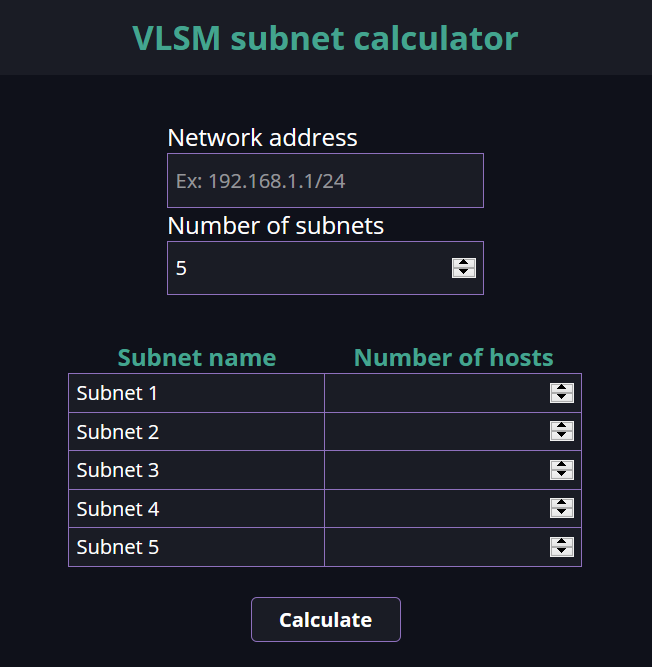 VLSM subnet calculator
Network address
Ex: 192.168.1.1/24
Number of subnets
5
Subnet name Number of hosts
Subnet 1
Subnet 2
Subnet 3
Subnet 4
Subnet 5
Calculate